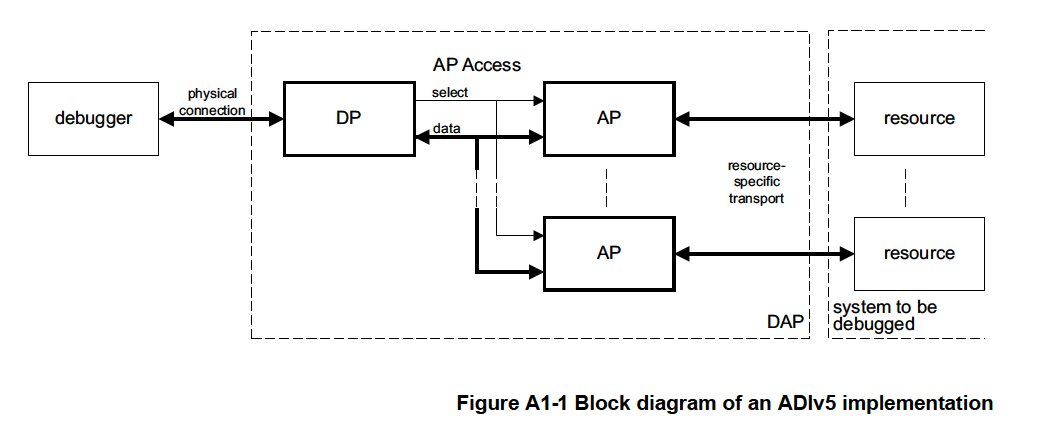 AP Access
physical
connection
select
debugger
DP
data
AP
resource
resource-
specific
transport
AP
resource
DAP
system to be
debugged
Figure A1-1 Block diagram of an ADIv5 implementation